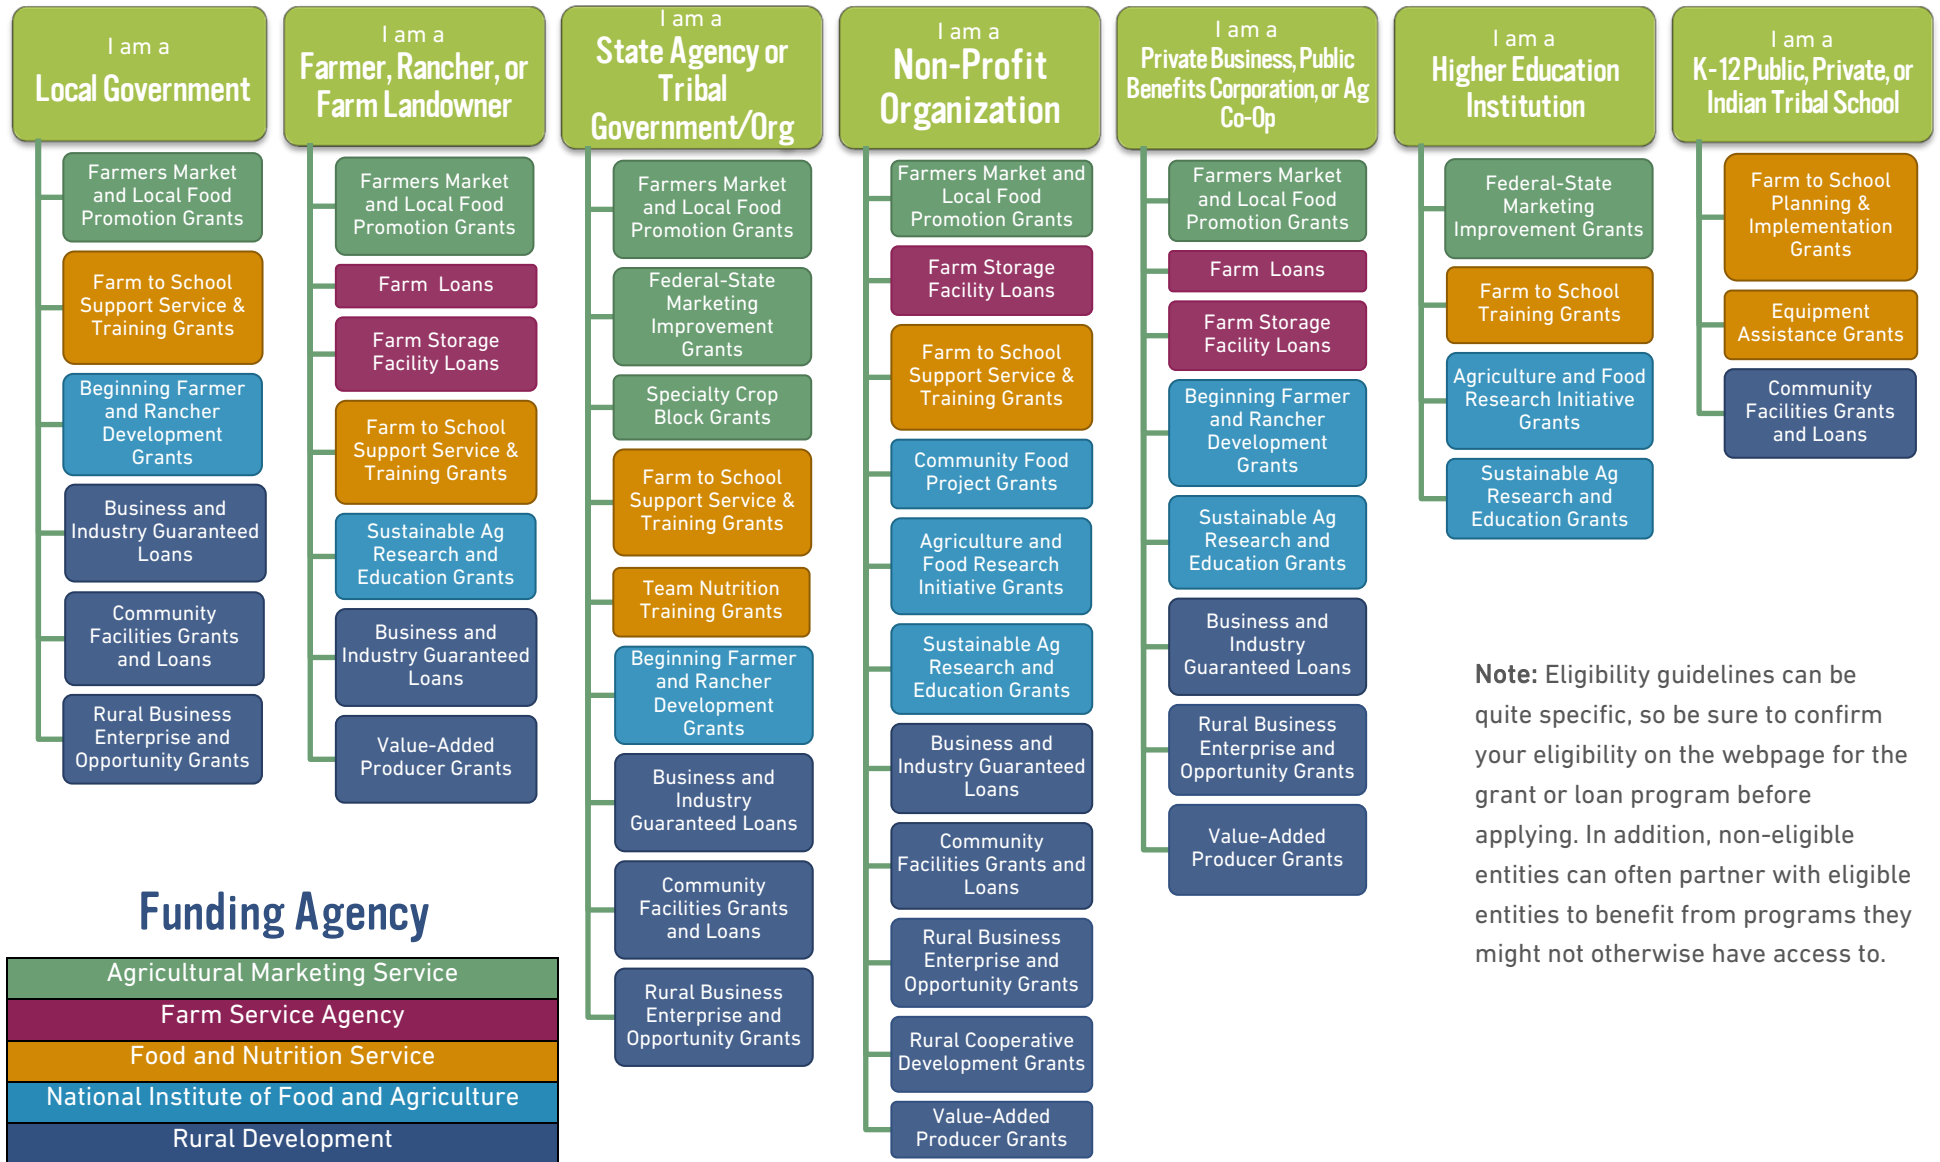 I am a
Local Government
Farmers Market
and Local Food
Promotion Grants
Farm to School
Support Service &
Training Grants
Beginning Farmer
and Rancher
Development
Grants
Business and
Industry Guaranteed
Loans
Community
Facilities Grants
and Loans
Rural Business
Enterprise and
Opportunity Grants
I am a
Farmer, Rancher, or
Farm Landowner
Farmers Market
and Local Food
Promotion Grants
Farm Loans
Farm Storage
Facility Loans
Farm to School
Support Service &
Training Grants
Sustainable Ag
Research and
Education Grants
Business and
Industry Guaranteed
Loans
Value-Added
Producer Grants
I am a
State Agency or
Tribal
Government/Org
Farmers Market
and Local Food
Promotion Grants
Federal-State
Marketing
Improvement
Grants
Specialty Crop
Block Grants
Farm to School
Support Service &
Training Grants
Team Nutrition
Training Grants
Beginning Farmer
and Rancher
Development
Grants
Business and
Industry
Guaranteed Loans
Community
Facilities Grants
and Loans
Rural Business
Enterprise and
Opportunity Grants
I am a
Non-Profit
Organization
Farmers Market and
Local Food
Promotion Grants
Farm Storage
Facility Loans
Farm to School
Support Service &
Training Grants
Community Food
Project Grants
Agriculture and
Food Research
Initiative Grants
Sustainable Ag
Research and
Education Grants
Business and
Industry Guaranteed
Loans
Community
Facilities Grants and
Loans
Rural Business
Enterprise and
Opportunity Grants
Rural Cooperative
Development Grants
Value-Added
Producer Grants
I am a
Private Business, Public
Benefits Corporation, or Ag
Co-Op
Farmers Market
and Local Food
Promotion Grants
Farm Loans
Farm Storage
Facility Loans
Beginning Farmer
and Rancher
Development
Grants
Sustainable Ag
Research and
Education Grants
Business and
Industry
Guaranteed Loans
Rural Business
Enterprise and
Opportunity Grants
Value-Added
Producer Grants
I am a
Higher Education
Institution
Federal-State
Marketing
Improvement Grants
Farm to School
Training Grants
Agriculture and Food
Research Initiative
Grants
Sustainable Ag
Research and
Education Grants
I am a
K-12 Public, Private, or
Indian Tribal School
Farm to School
Planning &
Implementation
Grants
Equipment
Assistance Grants
Community
Facilities Grants
and Loans
Note: Eligibility guidelines can be
quite specific, so be sure to confirm
your eligibility on the webpage for the
grant or loan program before
applying. In addition, non-eligible
entities can often partner with eligible
entities to benefit from programs they
might not otherwise have access to.
Funding Agency
Agricultural Marketing Service
Farm Service Agency
Food and Nutrition Service
National Institute of Food and Agriculture
Rural Development